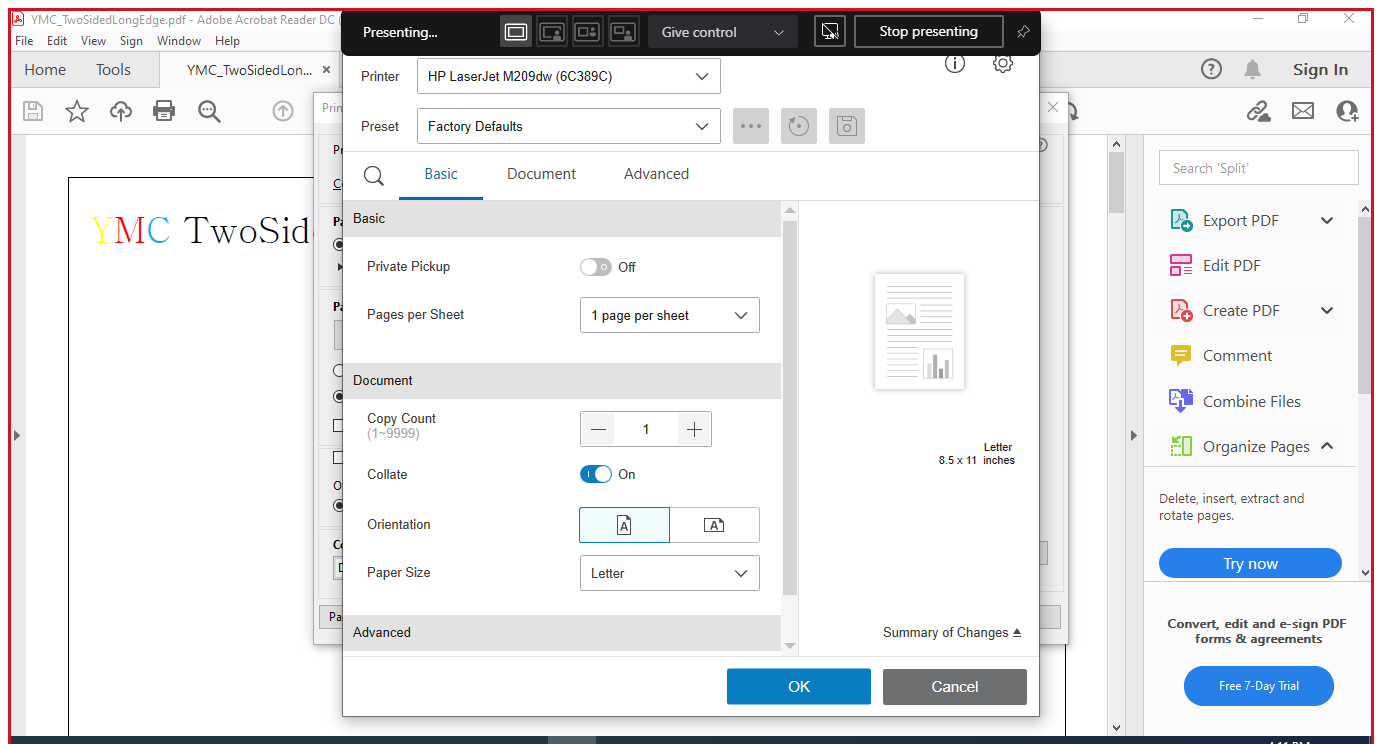 YMC_TwoSidedLongEdge.pdf - Adobe Acrobat Reader DC (
File Edit View Sign Window Help
Presenting...
Give control
Stop presenting
Home
Tools
YMC_TwoSidedLon...
Sign In
Printer
HP LaserJet M209dw (6C389C)
Preset
Factory Defaults
Basic
Document
Advanced
Basic
Private Pickup
Off
Pages per Sheet
1 page per sheet
Document
Copy Count
(1~9999)
1
Collate
On
Orientation
Paper Size
Letter
Advanced
Letter
8.5 x 11 inches
Summary of Changes
OK
Cancel
Prin
YMC TwoSid
Search 'Split'
Export PDF
Edit PDF
Create PDF
Comment
Combine Files
Organize Pages
Delete, insert, extract and
rotate pages.
Try now
Convert, edit and e-sign PDF
forms & agreements
Free 7-Day Trial